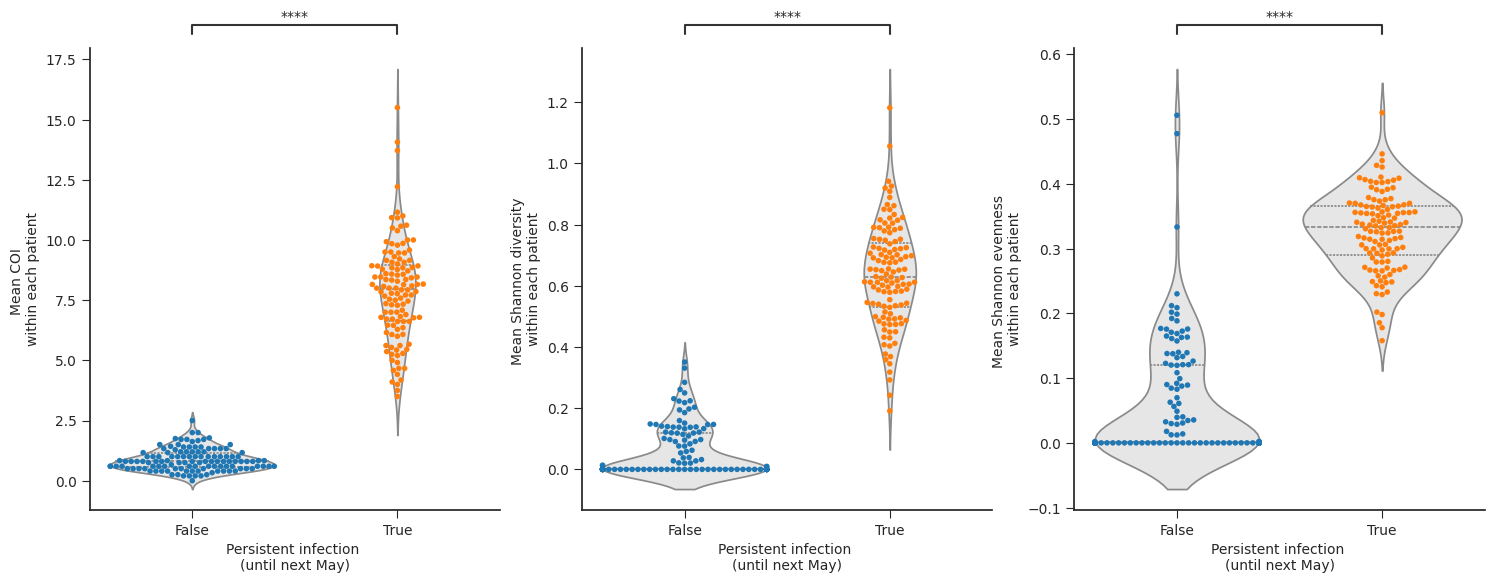 ****
Mean COI
within each patient
17.5
15.0
12.5
10.0
7.5
5.0
2.5
0.0
False
True
Persistent infection
(until next May)
****
Mean Shannon diversity
within each patient
1.2
1.0
0.8
0.6
0.4
0.2
0.0
False
True
Persistent infection
(until next May)
****
Mean Shannon evenness
within each patient
0.6
0.5
0.4
0.3
0.2
0.1
0.0
−0.1
False
True
Persistent infection
(until next May)